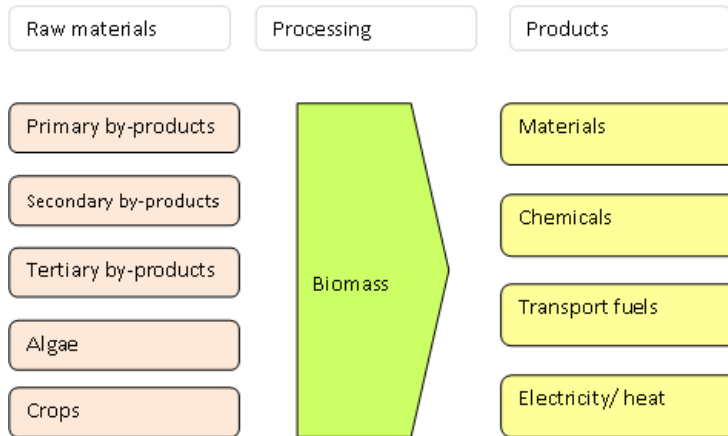 Raw materials
Processing
Products
Primary by-products
Secondary by-products
Tertiary by-products
Algae
Crops
Biomass
Materials
Chemicals
Transport fuels
Electricity/ heat